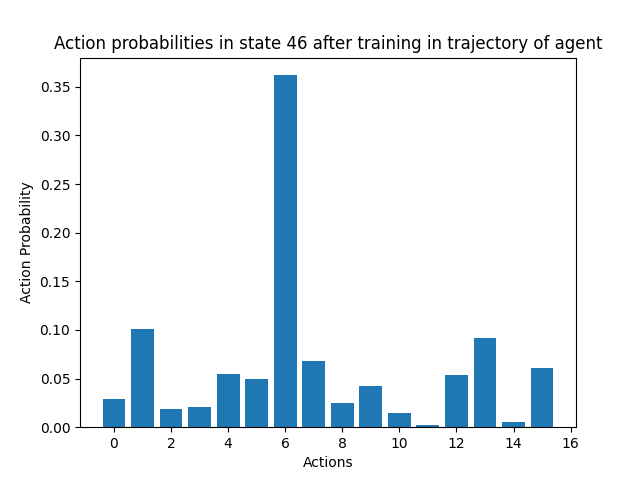 Action probabilities in state 46 after training in trajectory of agent
0.35
0.30
0.25
0.20
0.15
0.10
0.05
0.00
Action Probability
0 2 4 6 8 10 12 14 16
Actions